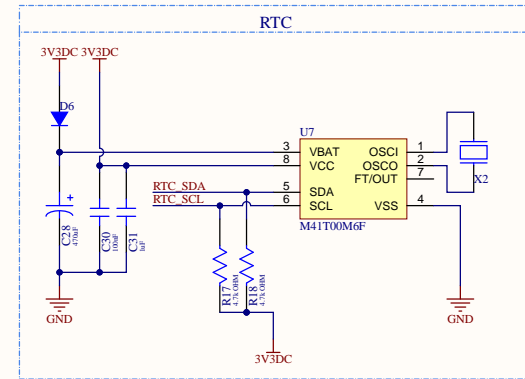 RTC
3V3DC 3V3DC
D6
U7
3 VBAT OSCI 1
8 VCC OSCO 2
FT/OUT 7
RTC_SDA 5 SDA
RTC_SCL 6 SCL VSS 4
X2
M41T00M6F
+
C28
470uF
C30
100nF
C31
1uF
R17
4.7k OHM
R18
4.7k OHM
GND
GND
3V3DC